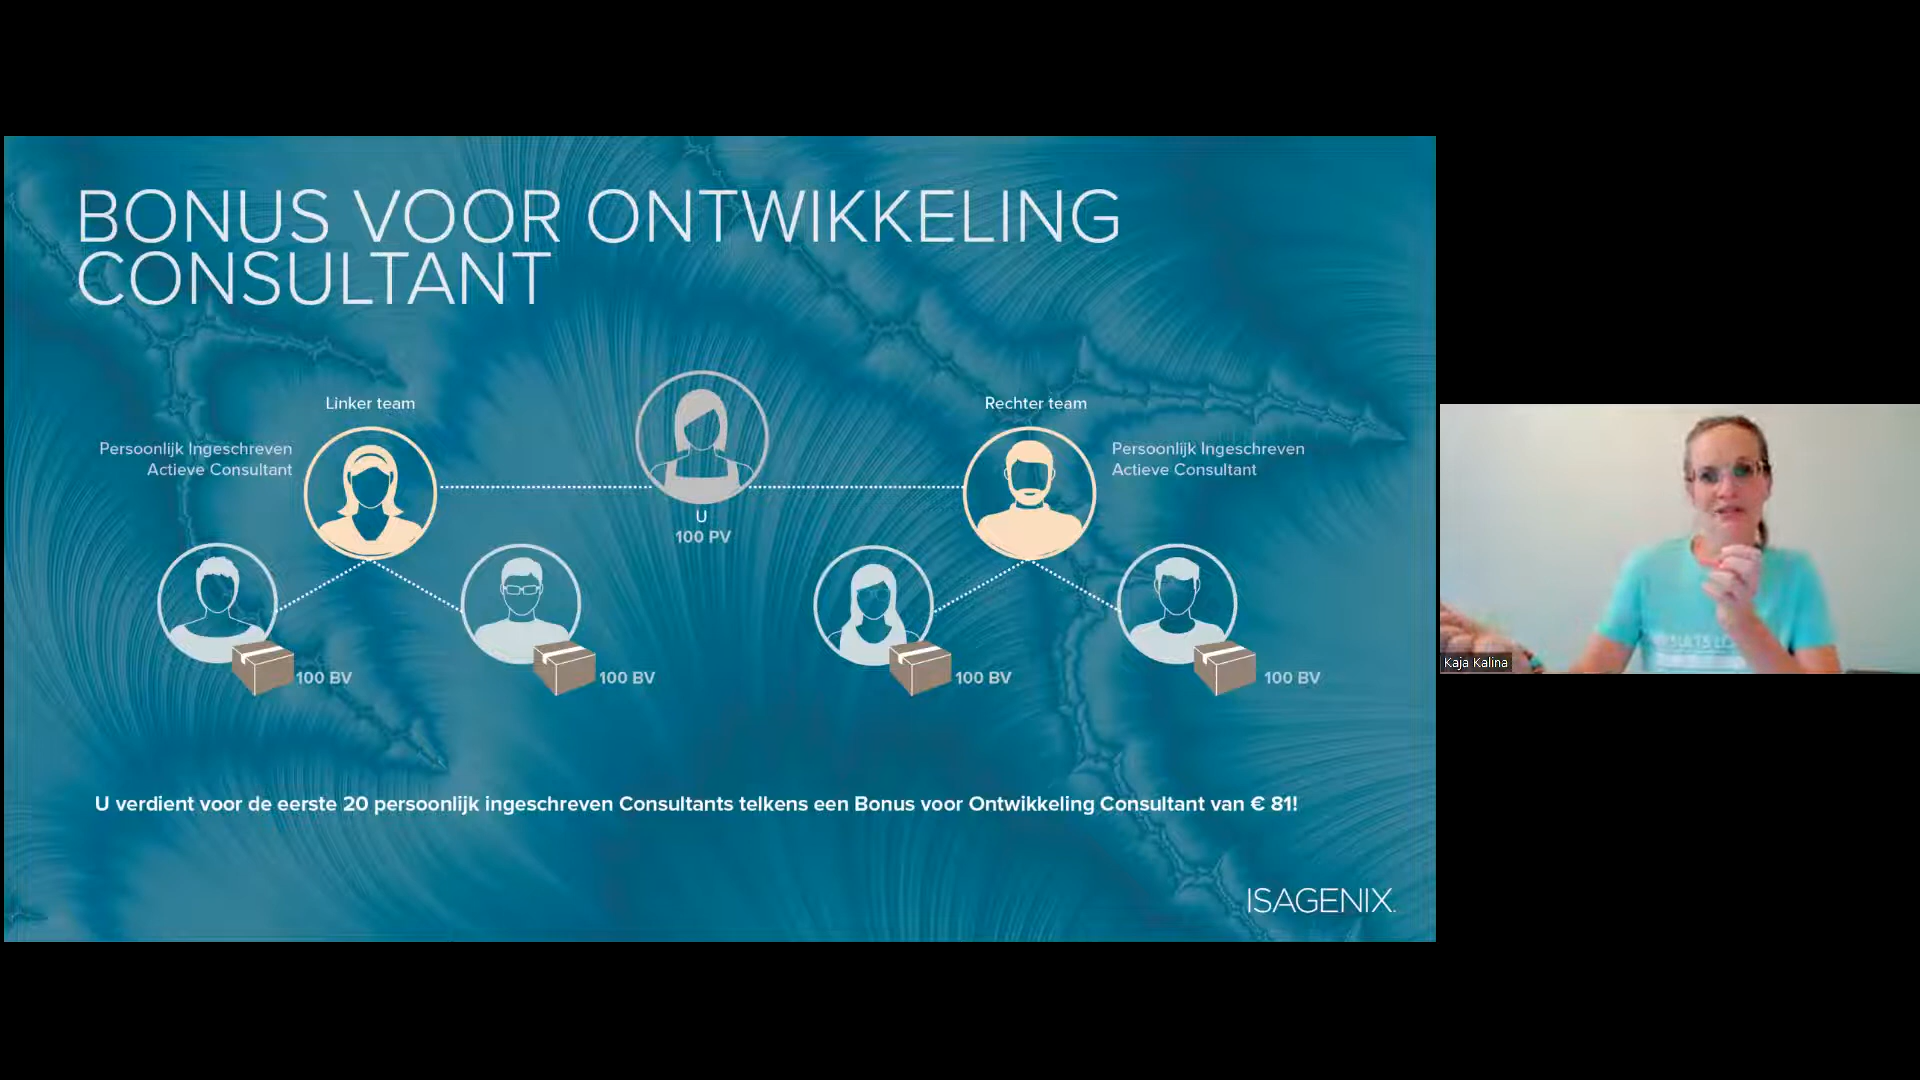 BONUS VOOR ONTWIKKELING
CONSULTANT
Linker team
Rechter team
Persoonlijk Ingeschreven
Actieve Consultant
Persoonlijk Ingeschreven
Actieve Consultant
U
100 PV
100 BV
100 BV
100 BV
100 BV
U verdient voor de eerste 20 persoonlijk ingeschreven Consultants telkens een Bonus voor Ontwikkeling Consultant van € 81!
ISAGENIX.
Kaja Kalina